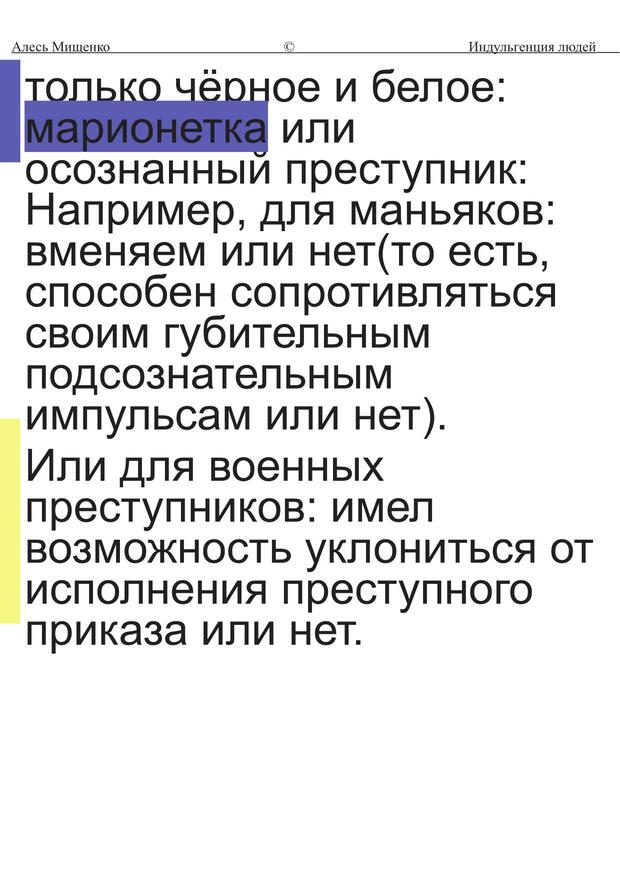 Алесь Мищенко © Индульгенция людей
только чёрное и белое:
марионетка или
осознанный преступник:
Например, для маньяков:
вменяем или нет(то есть,
способен сопротивляться
своим губительным
подсознательным
импульсам или нет).
Или для военных
преступников: имел
возможность уклониться от
исполнения преступного
приказа или нет.